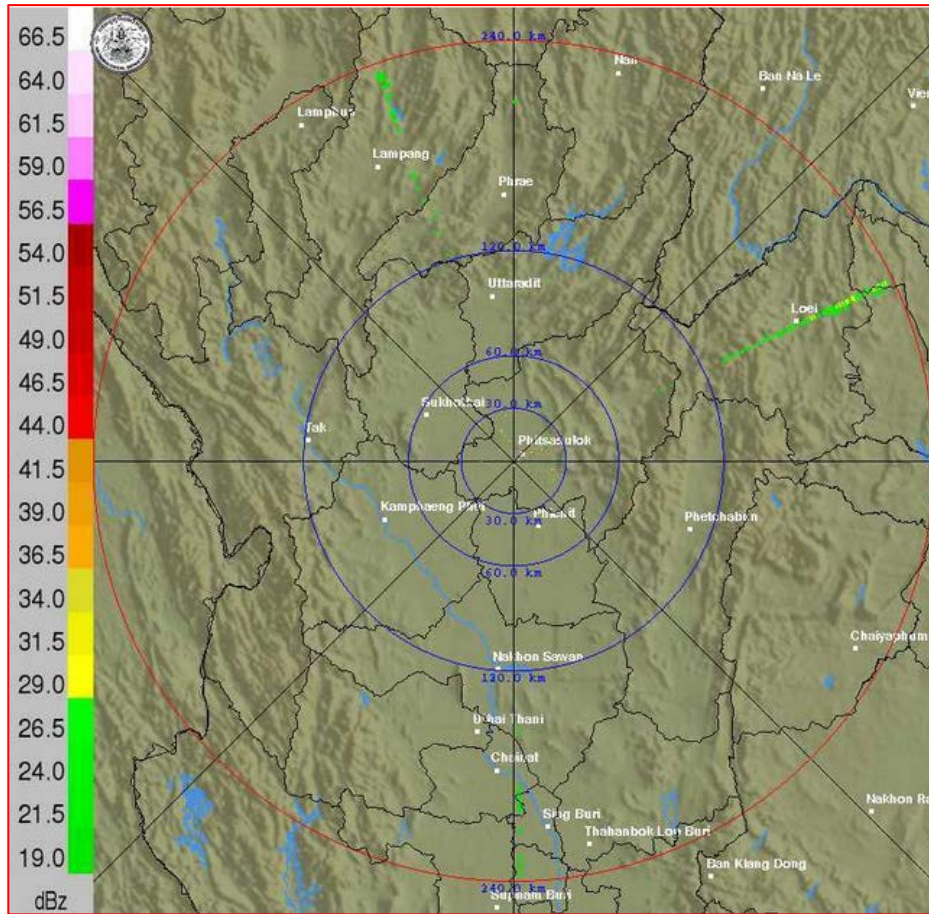 66.5
64.0
61.5
59.0
56.5
54.0
51.5
49.0
46.5
44.0
41.5
39.0
36.5
34.0
31.5
29.0
26.5
24.0
21.5
19.0
dBz
240.0 km
Nan
Ban Na Le
Lamphun
Lampang
Phrae
120.0 km
Uttaradit
Loei
60.0 km
Sukhothai
30.0 km
Tak
Phitsanulok
Kamphaeng Phet
Phichit
30.0 km
Phetchabun
60.0 km
Chaiyaphum
Nakhon Sawan
120.0 km
Uthai Thani
Chainat
Nakhon Ra
Sing Buri
Thahanbok Lop Buri
Ban Klang Dong
240.0 km
Suphan Buri